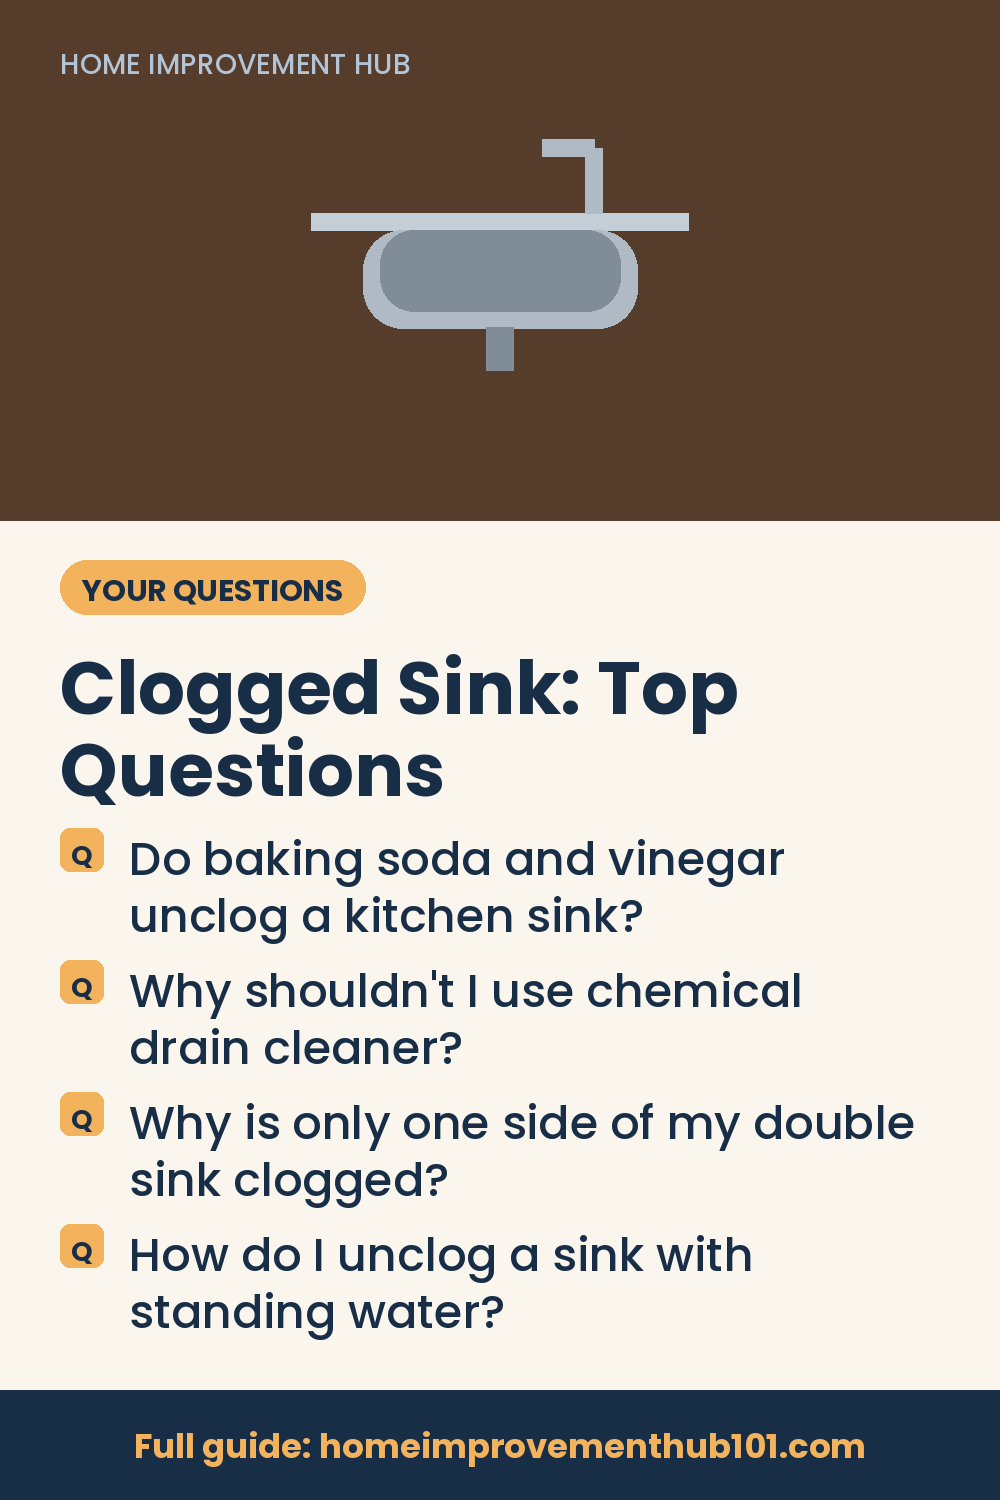 HOME IMPROVEMENT HUB
YOUR QUESTIONS
Clogged Sink: Top
Questions
Q Do baking soda and vinegar
unclog a kitchen sink?
Q Why shouldn't I use chemical
drain cleaner?
Q Why is only one side of my double
sink clogged?
Q How do I unclog a sink with
standing water?
Full guide: homeimprovementhub101.com